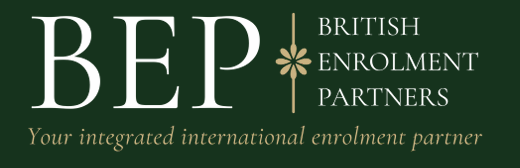 BEP
BRITISH
ENROLMENT
PARTNERS
Your integrated international enrolment partner